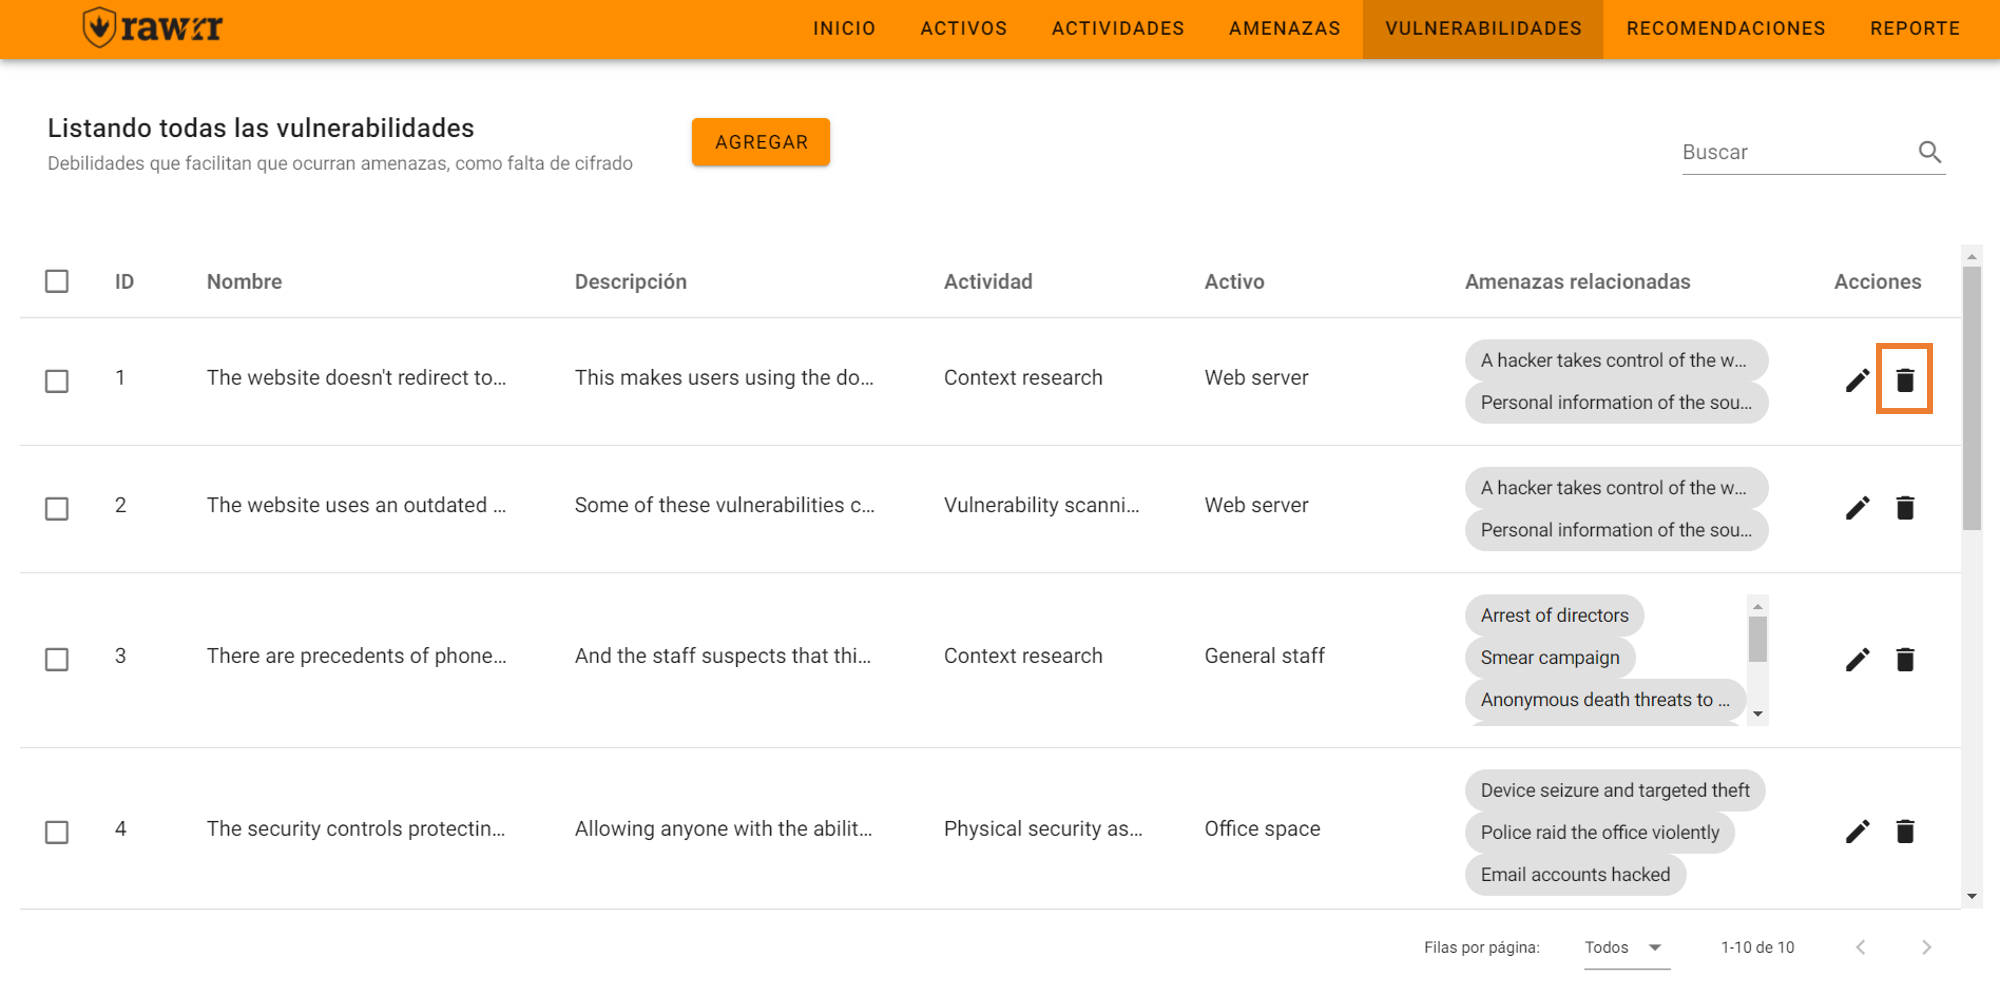 rawrr
INICIO ACTIVOS ACTIVIDADES AMENAZAS VULNERABILIDADES RECOMENDACIONES REPORTE
Listando todas las vulnerabilidades
Debilidades que facilitan que ocurran amenazas, como falta de cifrado
AGREGAR
Buscar
ID Nombre Descripción Actividad Activo Amenazas relacionadas Acciones
1 The website doesn't redirect to... This makes users using the do... Context research Web server
A hacker takes control of the w...
Personal information of the sou...
2 The website uses an outdated ... Some of these vulnerabilities c... Vulnerability scanni... Web server
A hacker takes control of the w...
Personal information of the sou...
3 There are precedents of phone... And the staff suspects that thi... Context research General staff
Arrest of directors
Smear campaign
Anonymous death threats to ...
4 The security controls protectin... Allowing anyone with the abilit... Physical security as... Office space
Device seizure and targeted theft
Police raid the office violently
Email accounts hacked
Filas por página: Todos 1-10 de 10